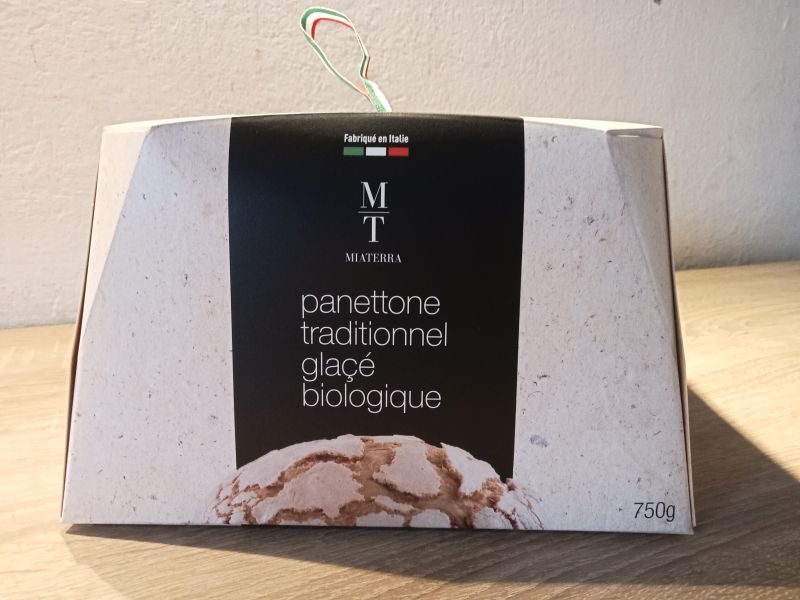 Fabriqué en Italie
M
T
MIATERRA
panettone
traditionnel
glaçé
biologique
750g